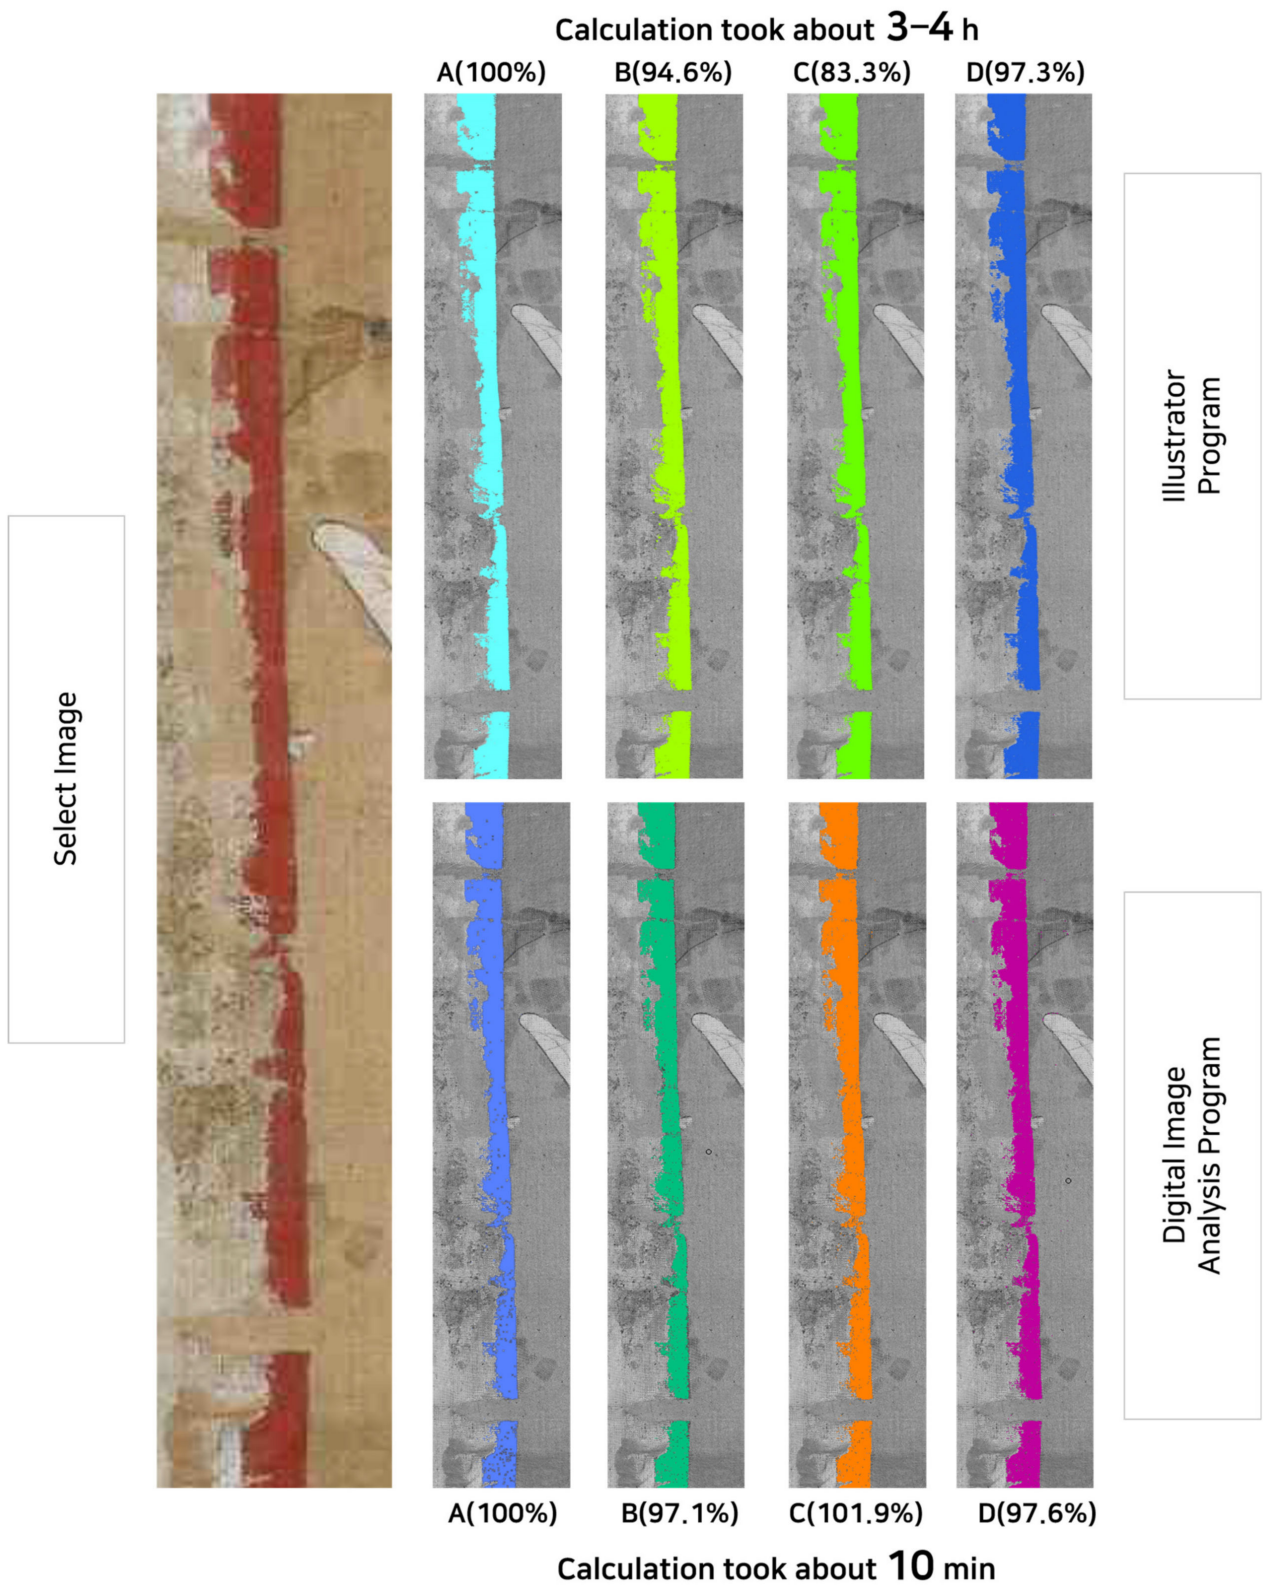 Calculation took about 3–4 h
A(100%) B(94.6%) C(83.3%) D(97.3%)
Select Image
Illustrator
Program
Digital Image
Analysis Program
A(100%) B(97.1%) C(101.9%) D(97.6%)
Calculation took about 10 min